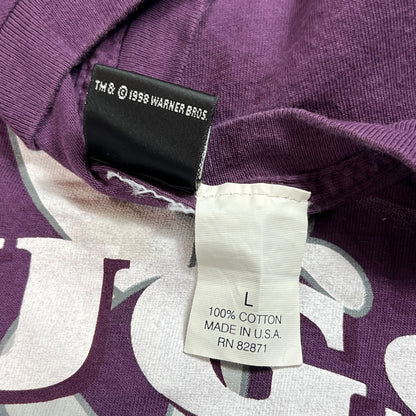 TM & © 1998 WARNER BROS.
L
100% COTTON
MADE IN U.S.A.
RN 82871
UGS